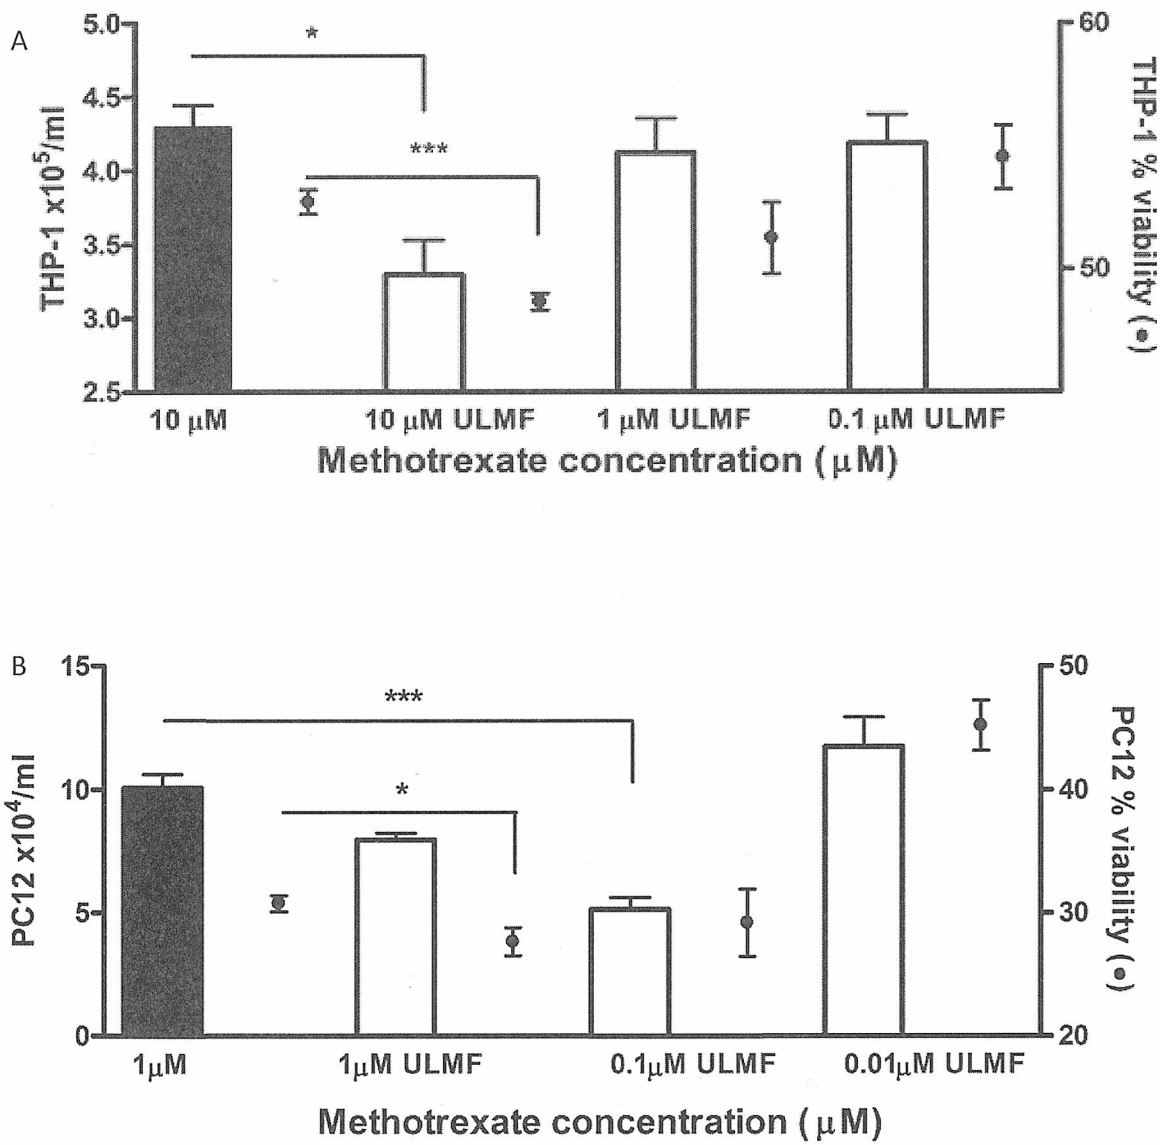 A
5.0
4.5
4.0
3.5
3.0
2.5
THP-1 x10⁵/ml
*
***
60
50
THP-1 % viability (●)
10 μM
10 μM ULMF
1 μM ULMF
0.1 μM ULMF
Methotrexate concentration (μM)
B
15
10
5
0
PC12 x10⁴/ml
***
*
50
40
30
20
PC12 % viability (●)
1μM
1μM ULMF
0.1μM ULMF
0.01μM ULMF
Methotrexate concentration (μM)